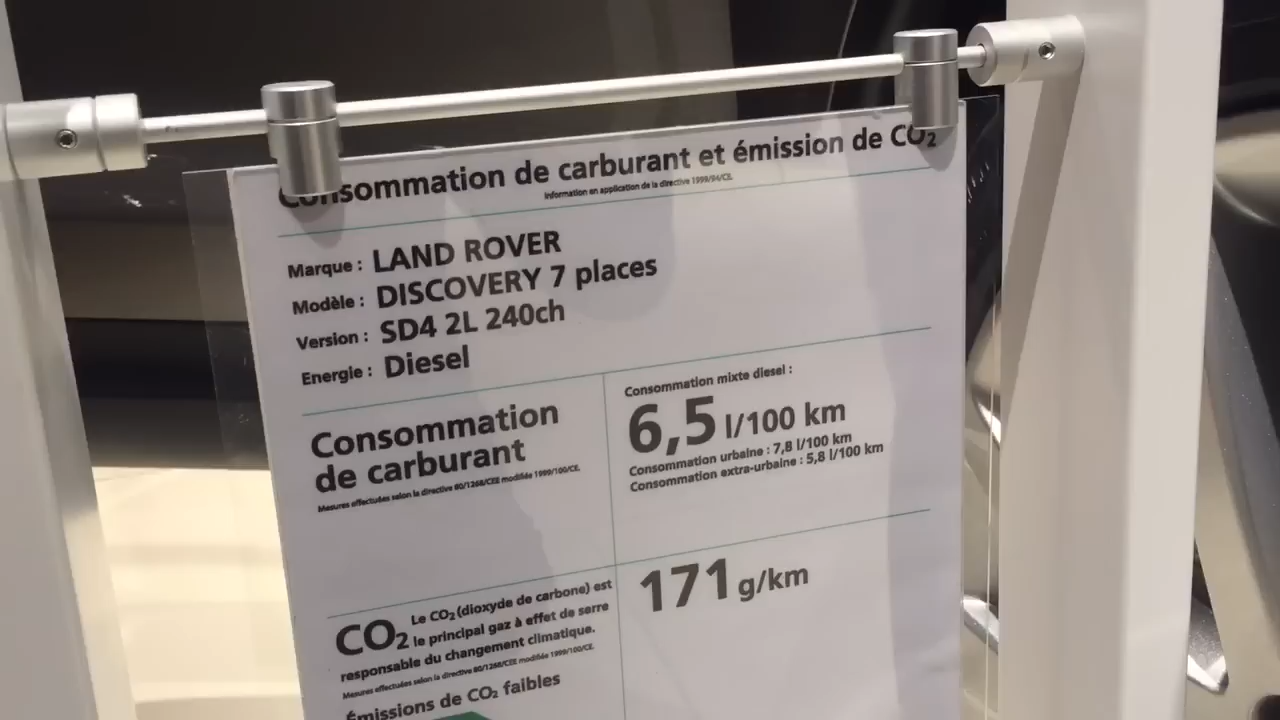 Consommation de carburant et émission de CO₂
Information en application de la directive 1999/94/CE.
Marque : LAND ROVER
Modèle : DISCOVERY 7 places
Version : SD4 2L 240ch
Energie : Diesel
Consommation
de carburant
Mesures effectuées selon la directive 80/1268/CEE modifiée 1999/100/CE.
Consommation mixte diesel :
6,5 l/100 km
Consommation urbaine : 7,8 l/100 km
Consommation extra-urbaine : 5,8 l/100 km
CO₂ Le CO₂ (dioxyde de carbone) est
le principal gaz à effet de serre
responsable du changement climatique.
Mesures effectuées selon la directive 80/1268/CEE modifiée 1999/100/CE.
171 g/km
Émissions de CO₂ faibles